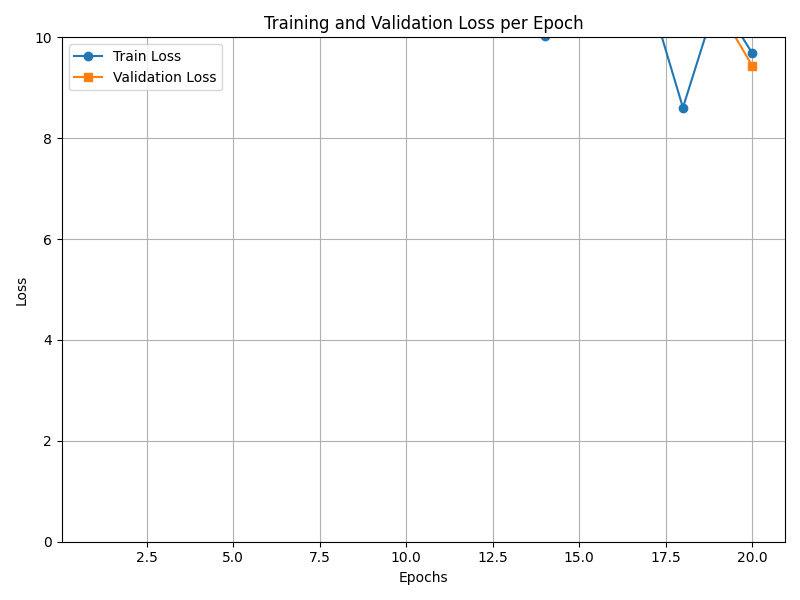 Training and Validation Loss per Epoch
Train Loss
Validation Loss
Loss
10
8
6
4
2
0
2.5 5.0 7.5 10.0 12.5 15.0 17.5 20.0
Epochs